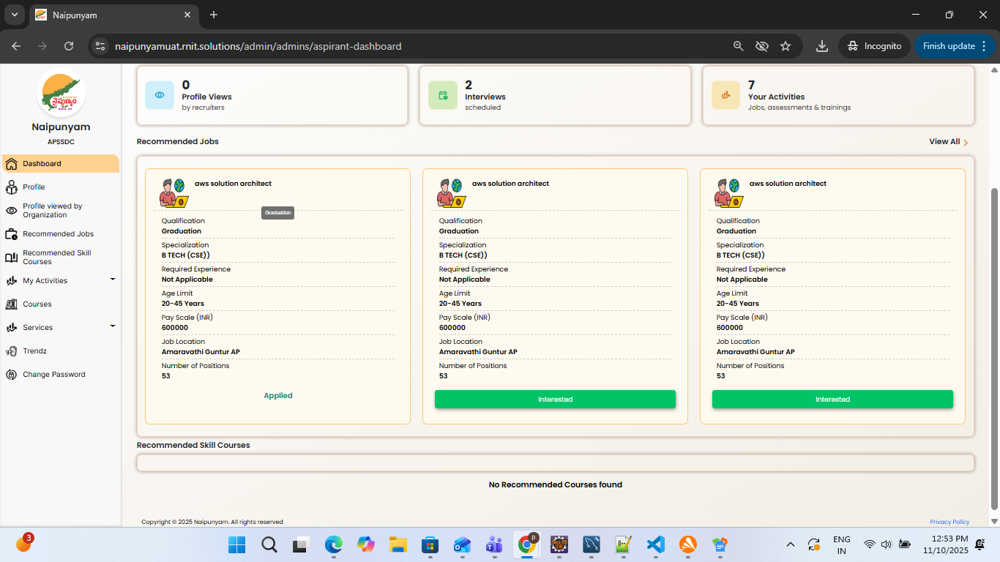 Naipunyam
naipunyamuat.rnit.solutions/admin/admins/aspirant-dashboard
Incognito
Finish update
నైపుణ్యం
Naipunyam
APSSDC
Dashboard
Profile
Profile viewed by
Organization
Recommended Jobs
Recommended Skill
Courses
My Activities
Courses
Services
Trendz
Change Password
0
Profile Views
by recruiters
2
Interviews
scheduled
7
Your Activities
Jobs, assessments & trainings
Recommended Jobs
View All
aws solution architect
Graduation
Qualification
Graduation
Specialization
B TECH (CSE))
Required Experience
Not Applicable
Age Limit
20-45 Years
Pay Scale (INR)
600000
Job Location
Amaravathi Guntur AP
Number of Positions
53
Applied
aws solution architect
Qualification
Graduation
Specialization
B TECH (CSE))
Required Experience
Not Applicable
Age Limit
20-45 Years
Pay Scale (INR)
600000
Job Location
Amaravathi Guntur AP
Number of Positions
53
Interested
aws solution architect
Qualification
Graduation
Specialization
B TECH (CSE))
Required Experience
Not Applicable
Age Limit
20-45 Years
Pay Scale (INR)
600000
Job Location
Amaravathi Guntur AP
Number of Positions
53
Interested
Recommended Skill Courses
No Recommended Courses found
Copyright © 2025 Naipunyam. All rights reserved
Privacy Policy
3
P
ENG
IN
12:53 PM
11/10/2025